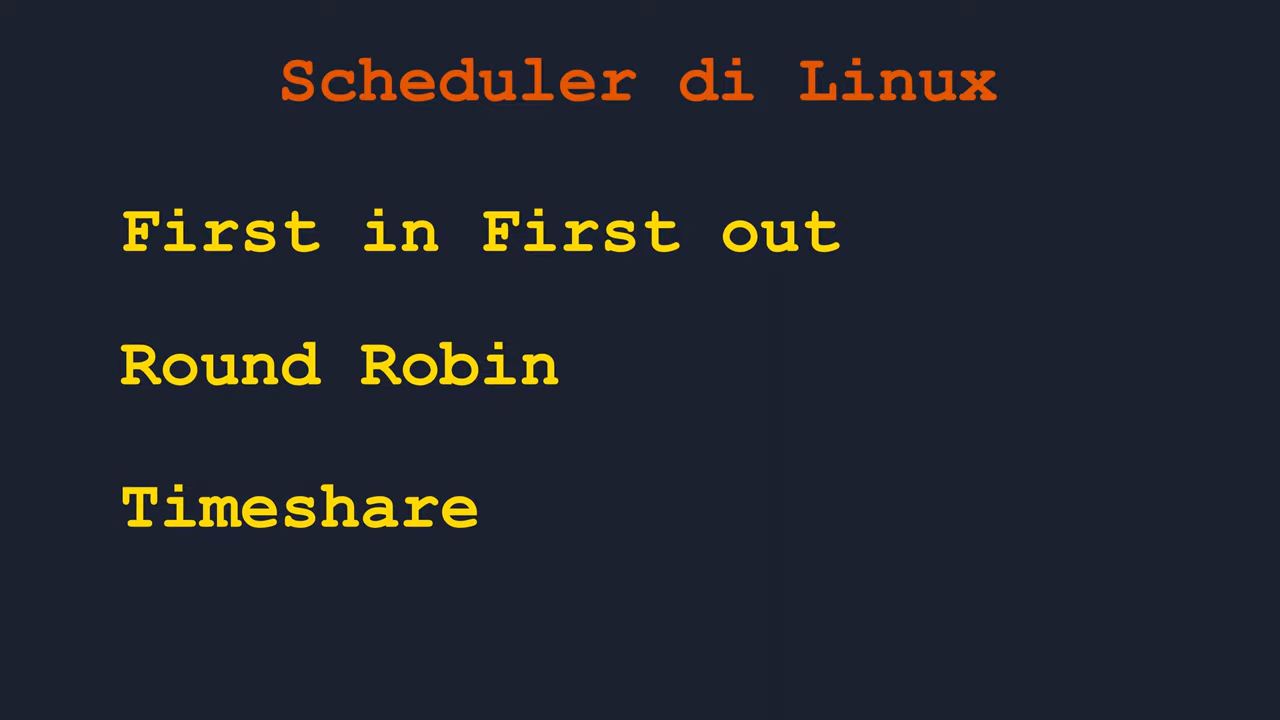 Scheduler di Linux
First in First out
Round Robin
Timeshare